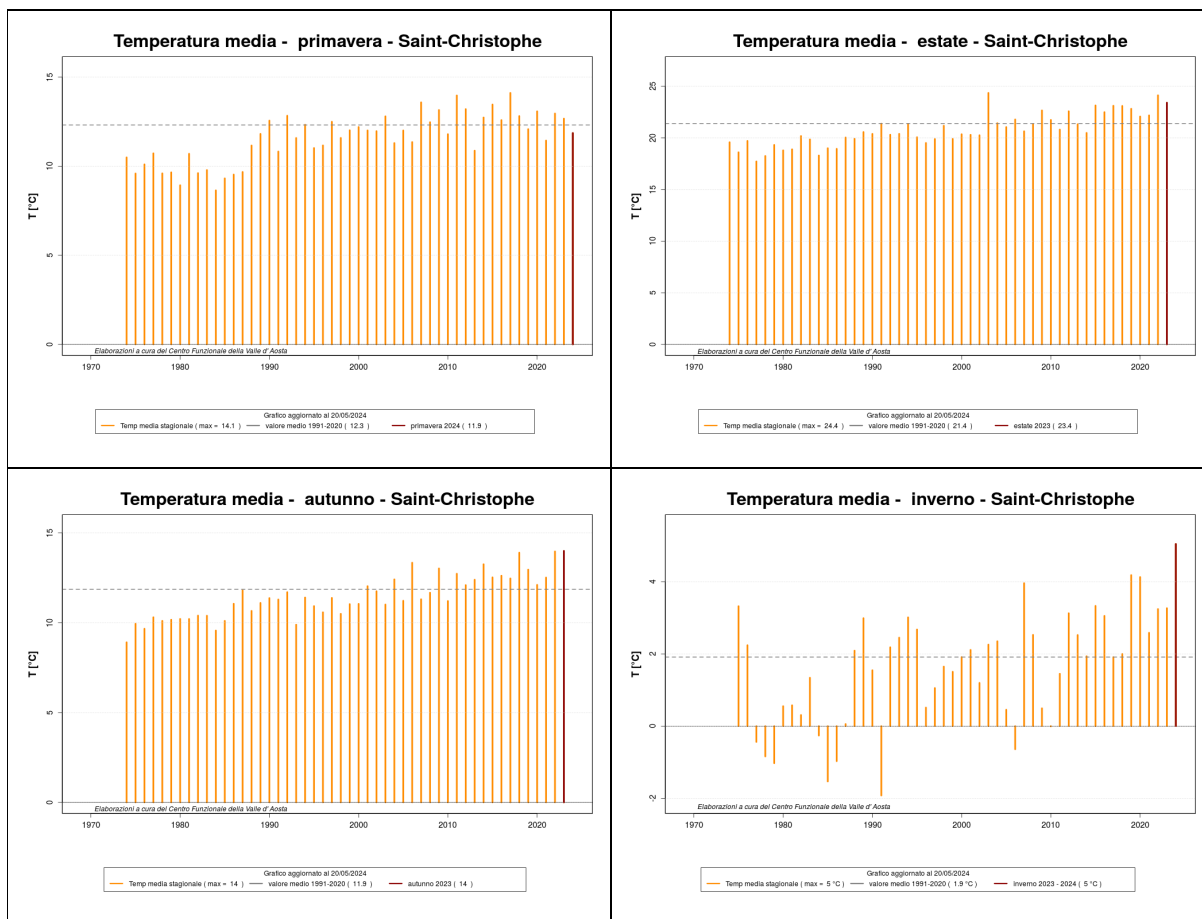 Temperatura media -  primavera - Saint-Christophe
T [°C]
15
10
5
0
Elaborazioni a cura del Centro Funzionale della Valle d' Aosta
1970 1980 1990 2000 2010 2020
Grafico aggiornato al 20/05/2024
Temp media stagionale ( max =  14.1  ) valore medio 1991-2020 (  12.3  ) primavera 2024 (  11.9  )
Temperatura media -  estate - Saint-Christophe
T [°C]
25
20
15
10
5
0
Elaborazioni a cura del Centro Funzionale della Valle d' Aosta
1970 1980 1990 2000 2010 2020
Grafico aggiornato al 20/05/2024
Temp media stagionale ( max =  24.4  ) valore medio 1991-2020 (  21.4  ) estate 2023 (  23.4  )
Temperatura media -  autunno - Saint-Christophe
T [°C]
15
10
5
0
Elaborazioni a cura del Centro Funzionale della Valle d' Aosta
1970 1980 1990 2000 2010 2020
Grafico aggiornato al 20/05/2024
Temp media stagionale ( max =  14  ) valore medio 1991-2020 (  11.9  ) autunno 2023 (  14  )
Temperatura media -  inverno - Saint-Christophe
T [°C]
4
2
0
-2
Elaborazioni a cura del Centro Funzionale della Valle d' Aosta
1970 1980 1990 2000 2010 2020
Grafico aggiornato al 20/05/2024
Temp media stagionale ( max =  5 °C ) valore medio 1991-2020 (  1.9 °C ) inverno 2023 - 2024 (  5 °C )